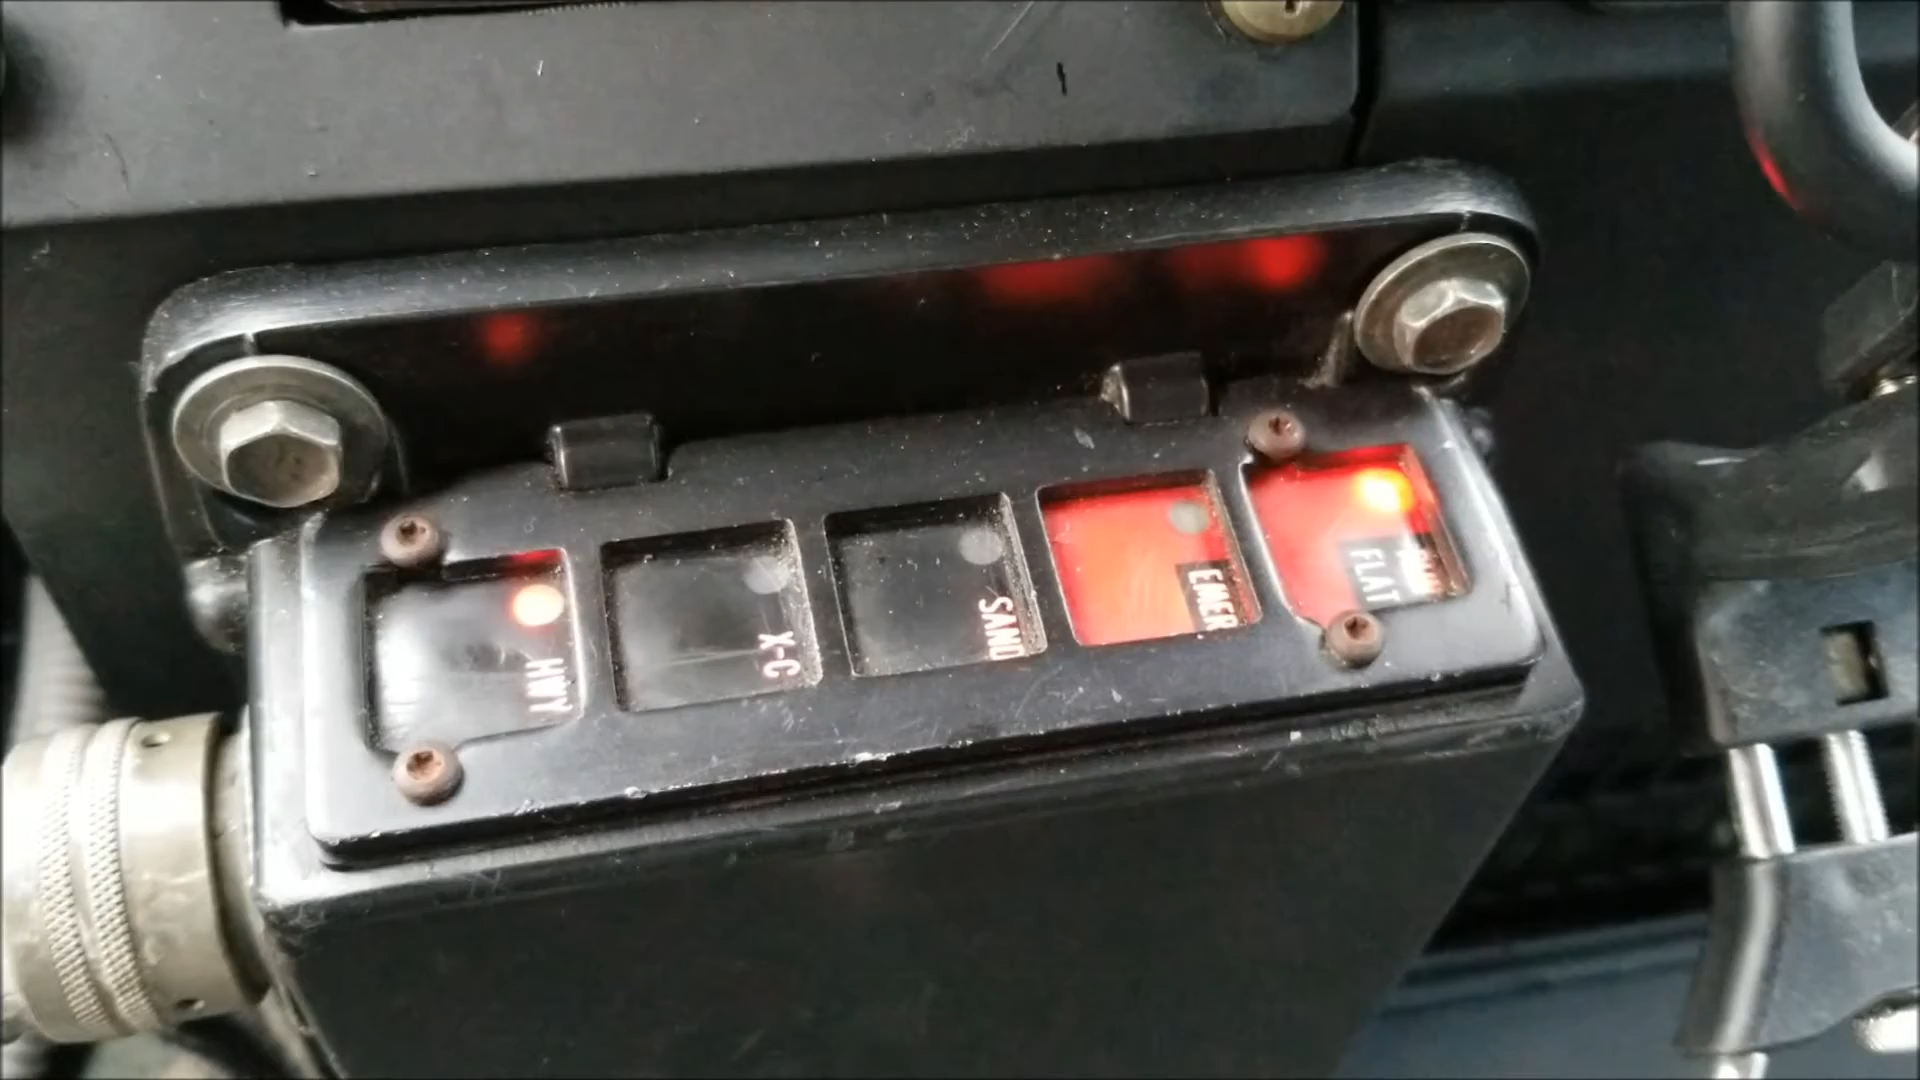 HWY
X-C
SAND
EMER
FLAT